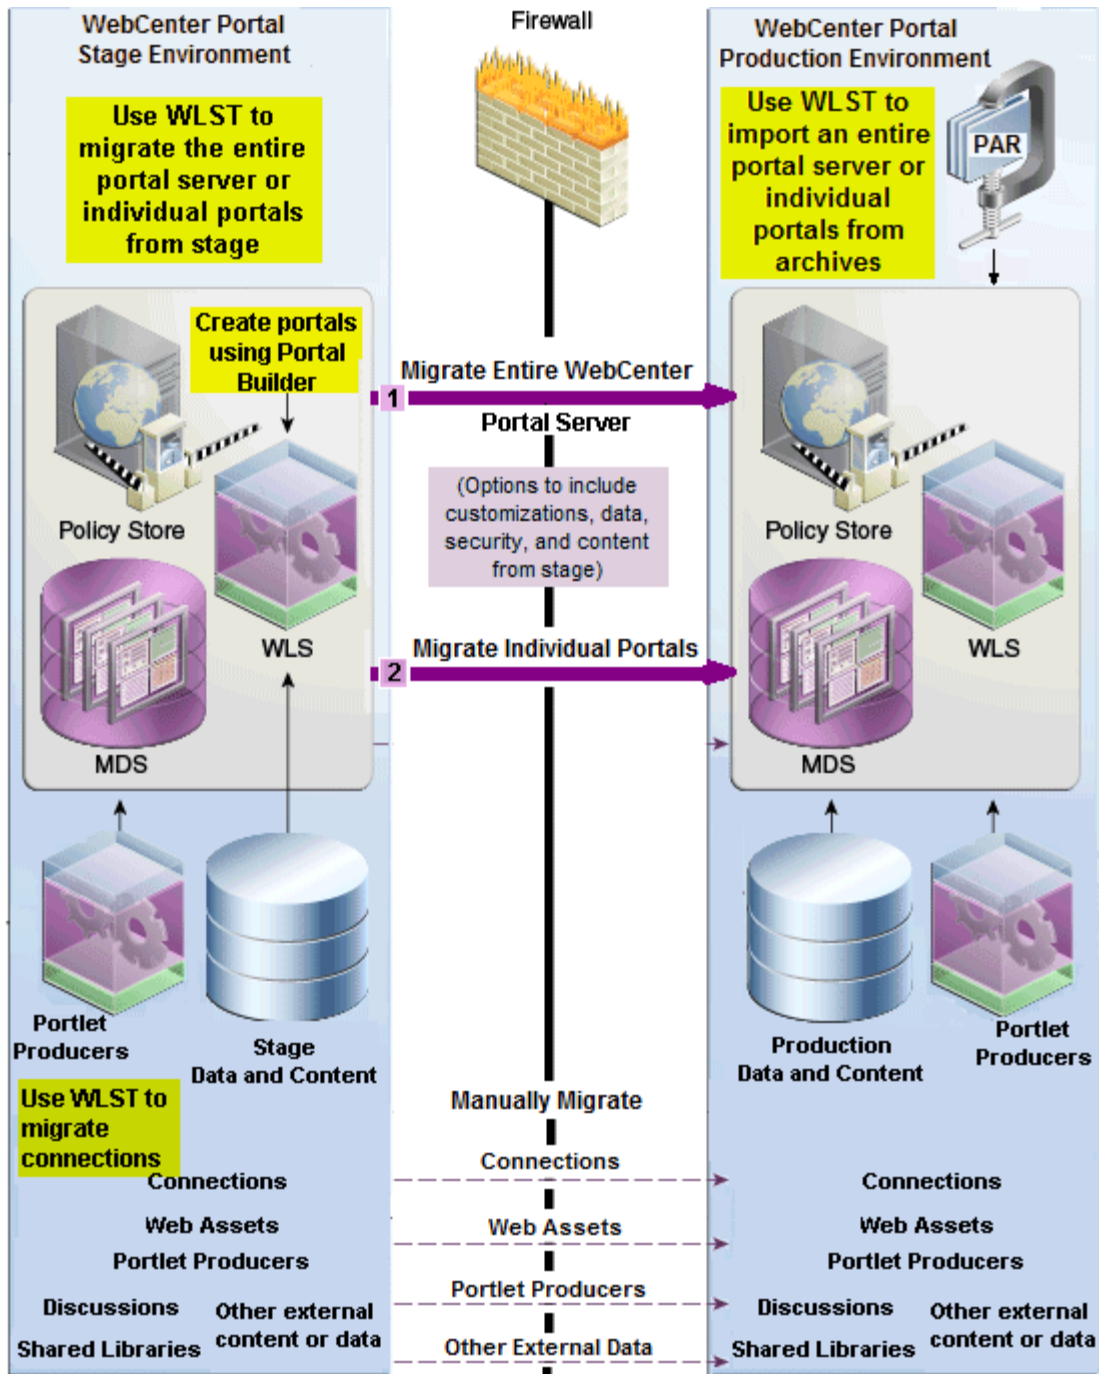 WebCenter Portal
Stage Environment
Use WLST to
migrate the entire
portal server or
individual portals
from stage
Create portals
using Portal
Builder
Policy Store
WLS
MDS
Portlet
Producers
Stage
Data and Content
Use WLST to
migrate
connections
Connections
Web Assets
Portlet Producers
Discussions
Shared Libraries
Other external
content or data
Firewall
Migrate Entire WebCenter
1
Portal Server
(Options to include
customizations, data,
security, and content
from stage)
Migrate Individual Portals
2
Manually Migrate
Connections
Web Assets
Portlet Producers
Other External Data
WebCenter Portal
Production Environment
Use WLST to
import an entire
portal server or
individual
portals from
archives
PAR
Policy Store
WLS
MDS
Production
Data and Content
Portlet
Producers
Connections
Web Assets
Portlet Producers
Discussions
Shared Libraries
Other external
content or data